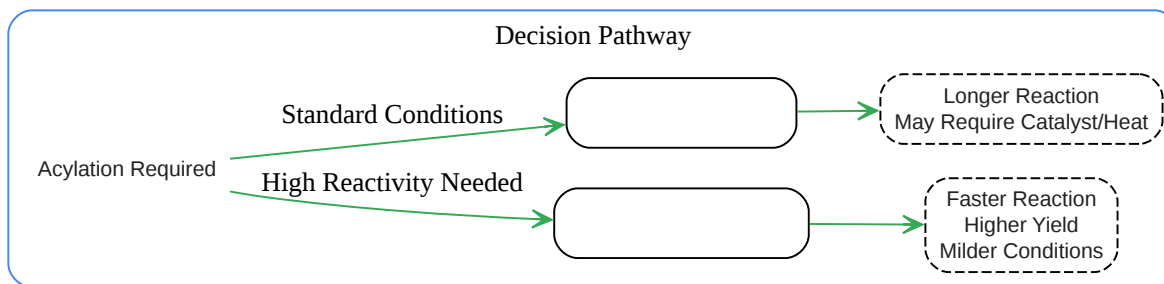 Decision Pathway
Acylation Required
Standard Conditions
Longer Reaction
May Require Catalyst/Heat
High Reactivity Needed
Faster Reaction
Higher Yield
Milder Conditions